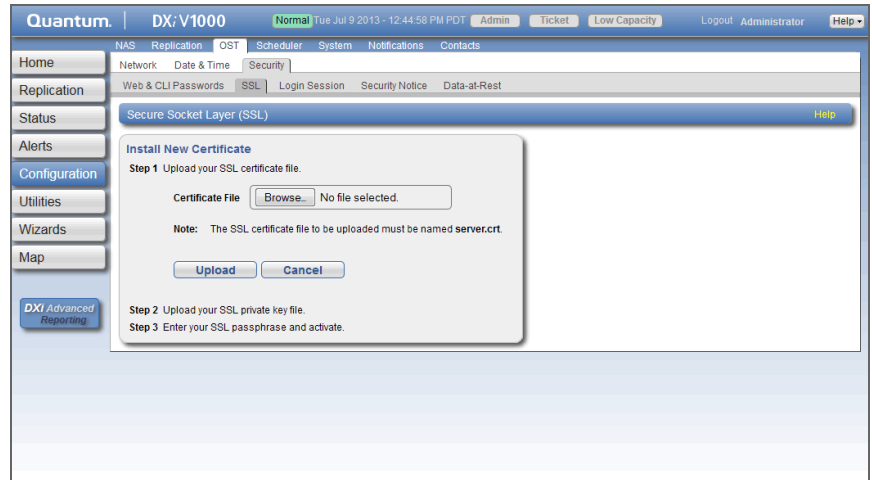 Quantum. DXi V1000 Normal Tue Jul 9 2013 - 12:44:58 PM PDT Admin Ticket Low Capacity Logout Administrator Help
NAS Replication OST Scheduler System Notifications Contacts
Network Date & Time Security
Web & CLI Passwords SSL Login Session Security Notice Data-at-Rest
Home
Replication
Status
Alerts
Configuration
Utilities
Wizards
Map
DXi Advanced
Reporting
Secure Socket Layer (SSL) Help
Install New Certificate
Step 1 Upload your SSL certificate file.
Certificate File Browse... No file selected.
Note: The SSL certificate file to be uploaded must be named server.crt.
Upload Cancel
Step 2 Upload your SSL private key file.
Step 3 Enter your SSL passphrase and activate.